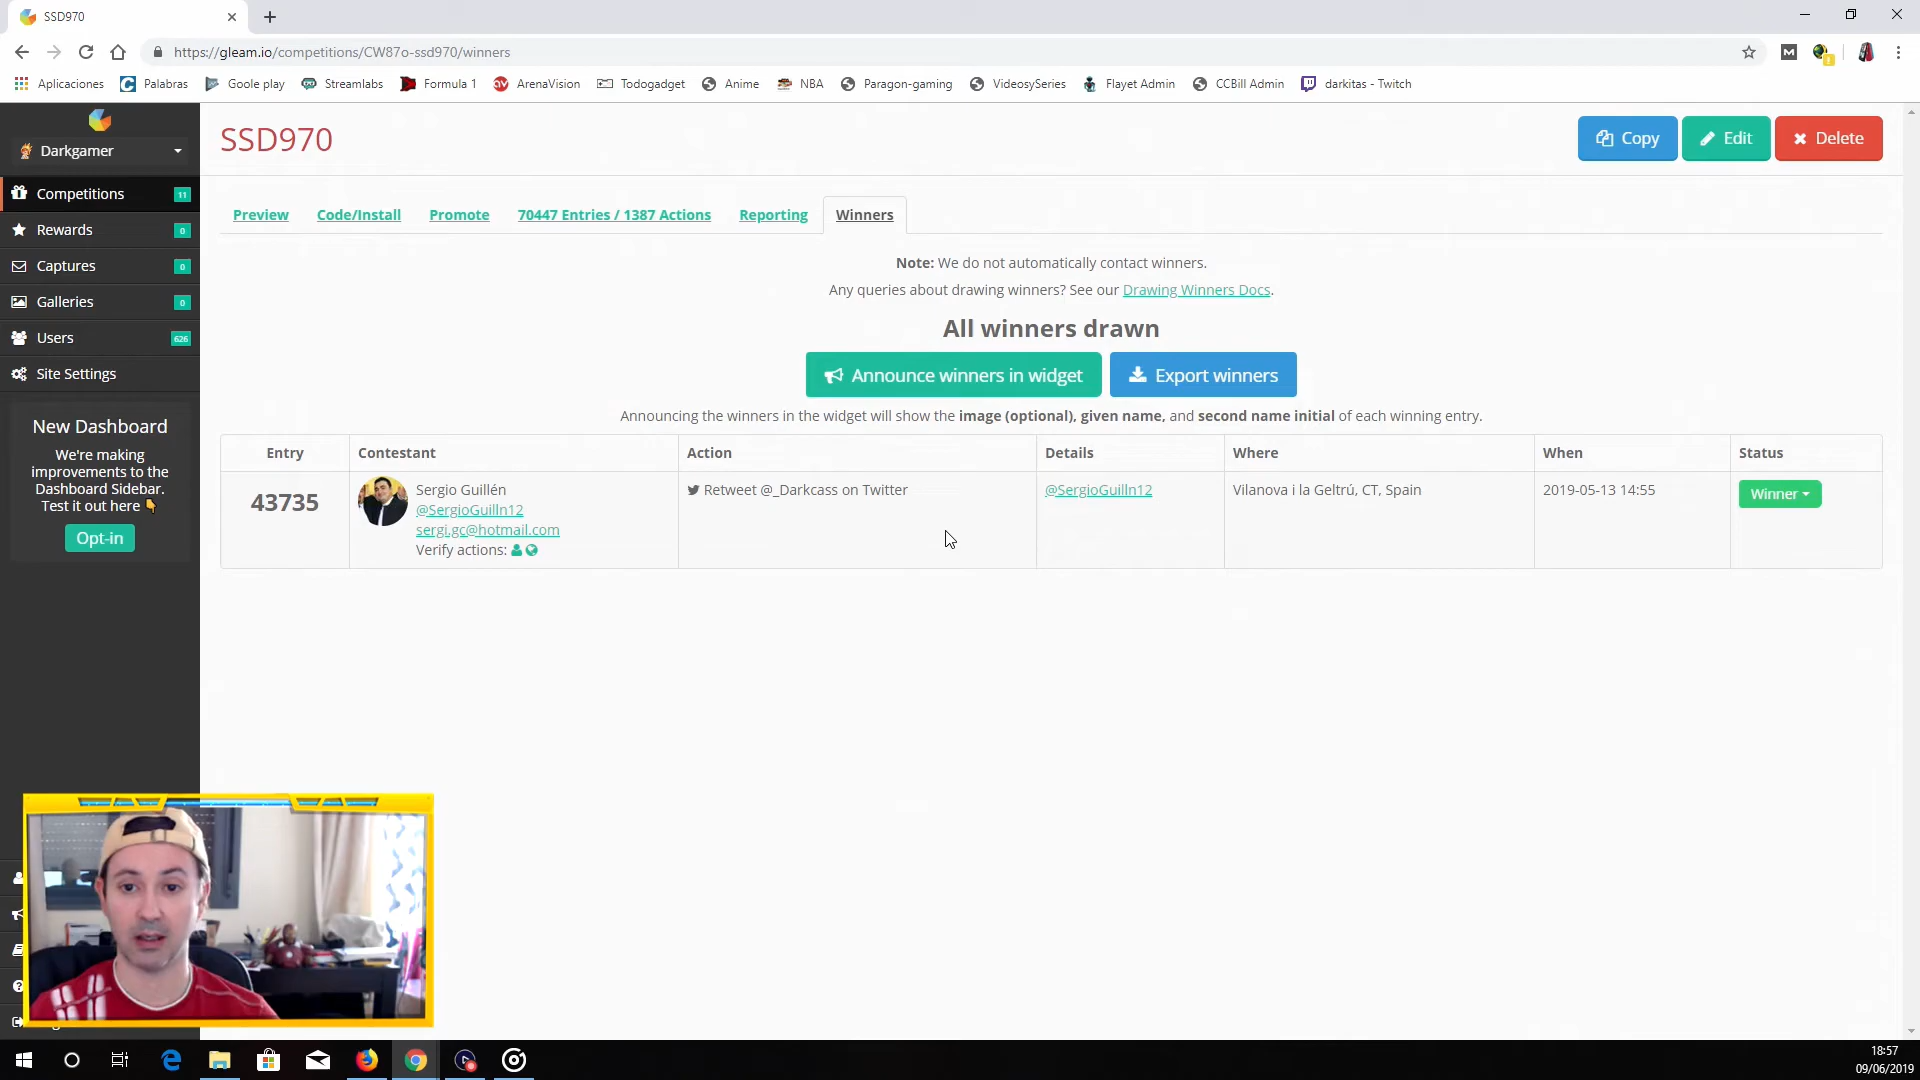 SSD970
https://gleam.io/competitions/CW87o-ssd970/winners
Aplicaciones Palabras Goole play Streamlabs Formula 1 ArenaVision Todogadget Anime NBA Paragon-gaming VideosySeries Flayet Admin CCBill Admin darkitas - Twitch
Darkgamer
Competitions 11
Rewards 0
Captures 0
Galleries 0
Users 626
Site Settings
New Dashboard
We're making
improvements to the
Dashboard Sidebar.
Test it out here
Opt-in
SSD970
Copy Edit Delete
Preview Code/Install Promote 70447 Entries / 1387 Actions Reporting Winners
Note: We do not automatically contact winners.
Any queries about drawing winners? See our Drawing Winners Docs.
All winners drawn
Announce winners in widget Export winners
Announcing the winners in the widget will show the image (optional), given name, and second name initial of each winning entry.
Entry Contestant Action Details Where When Status
43735 Sergio Guillén Retweet @_Darkcass on Twitter @SergioGuilln12 Vilanova i la Geltrú, CT, Spain 2019-05-13 14:55 Winner
@SergioGuilln12
sergi.gc@hotmail.com
Verify actions:
18:57
09/06/2019